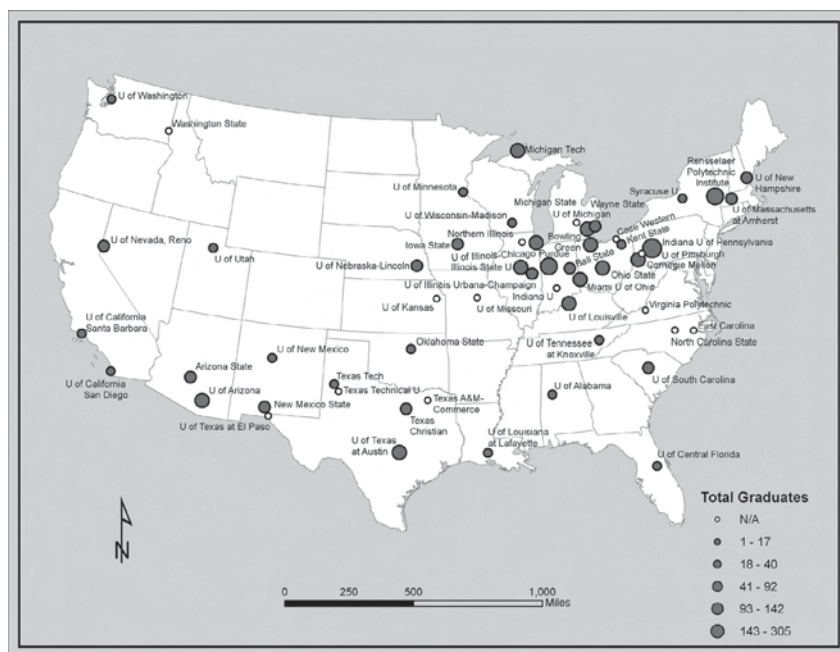 U of Washington
Washington State
Michigan Tech
Rensselaer
Polytechnic
Institute
U of New
Hampshire
Syracuse U
U of Minnesota
Michigan State
Wayne State
U of Massachusetts
at Amherst
U of Michigan
U of Wisconsin-Madison
Case Western
Kent State
Northern Illinois
Bowling
Green
Indiana U of Pennsylvania
U of Nevada, Reno
Iowa State
U of Utah
U of Illinois-Chicago
Purdue
Ball State
U of Pittsburgh
Carnegie Mellon
U of Nebraska-Lincoln
Illinois State U
Ohio State
U of Illinois Urbana-Champaign
Miami U of Ohio
Indiana U
U of Kansas
U of Missouri
Virginia Polytechnic
U of Louisville
U of California
Santa Barbara
East Carolina
North Carolina State
U of Tennessee
at Knoxville
Oklahoma State
U of New Mexico
Arizona State
U of California
San Diego
Texas Tech
Texas Technical U
U of South Carolina
U of Alabama
U of Arizona
New Mexico State
Texas A&M-
Commerce
U of Texas at El Paso
Texas
Christian
U of Texas
at Austin
U of Louisiana
at Lafayette
U of Central Florida
Total Graduates
N/A
1 - 17
18 - 40
41 - 92
93 - 142
143 - 305
N
0 250 500 1,000
Miles